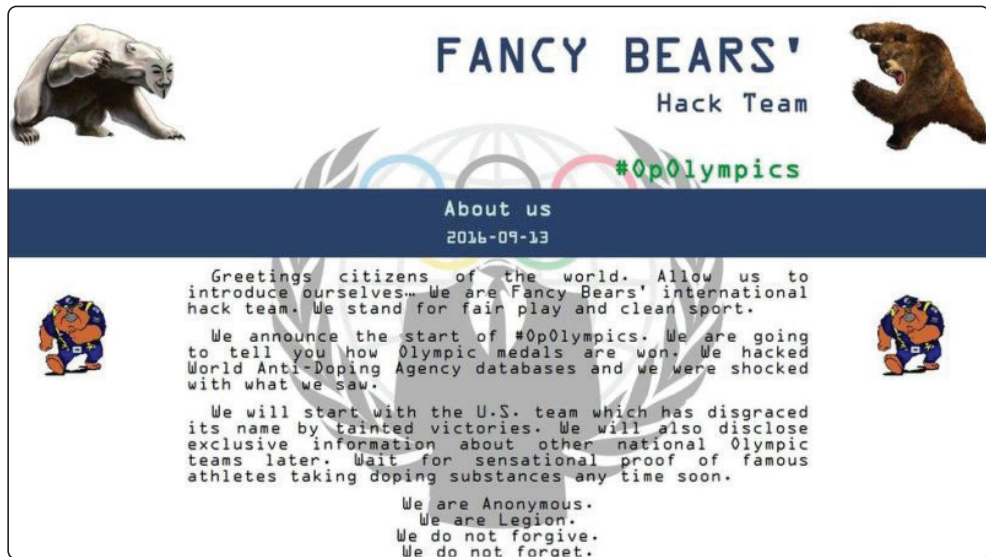 FANCY BEARS'
Hack Team
#OpOlympics
About us
2016-09-13
Greetings citizens of the world. Allow us to
introduce ourselves… We are Fancy Bears' international
hack team. We stand for fair play and clean sport.
We announce the start of #OpOlympics. We are going
to tell you how Olympic medals are won. We hacked
World Anti-Doping Agency databases and we were shocked
with what we saw.
We will start with the U.S. team which has disgraced
its name by tainted victories. We will also disclose
exclusive information about other national Olympic
teams later. Wait for sensational proof of famous
athletes taking doping substances any time soon.
We are Anonymous.
We are Legion.
We do not forgive.
We do not forget.